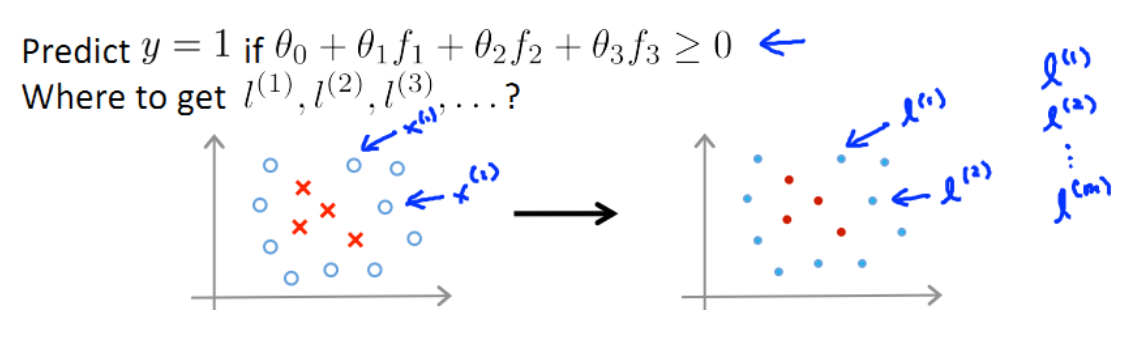 Predict y = 1 if θ₀ + θ₁f₁ + θ₂f₂ + θ₃f₃ ≥ 0 ←
Where to get l⁽¹⁾, l⁽²⁾, l⁽³⁾, . . . ?
x⁽¹⁾
x⁽²⁾
l⁽¹⁾
l⁽²⁾
l⁽¹⁾
l⁽²⁾
⋮
l⁽ᵐ⁾